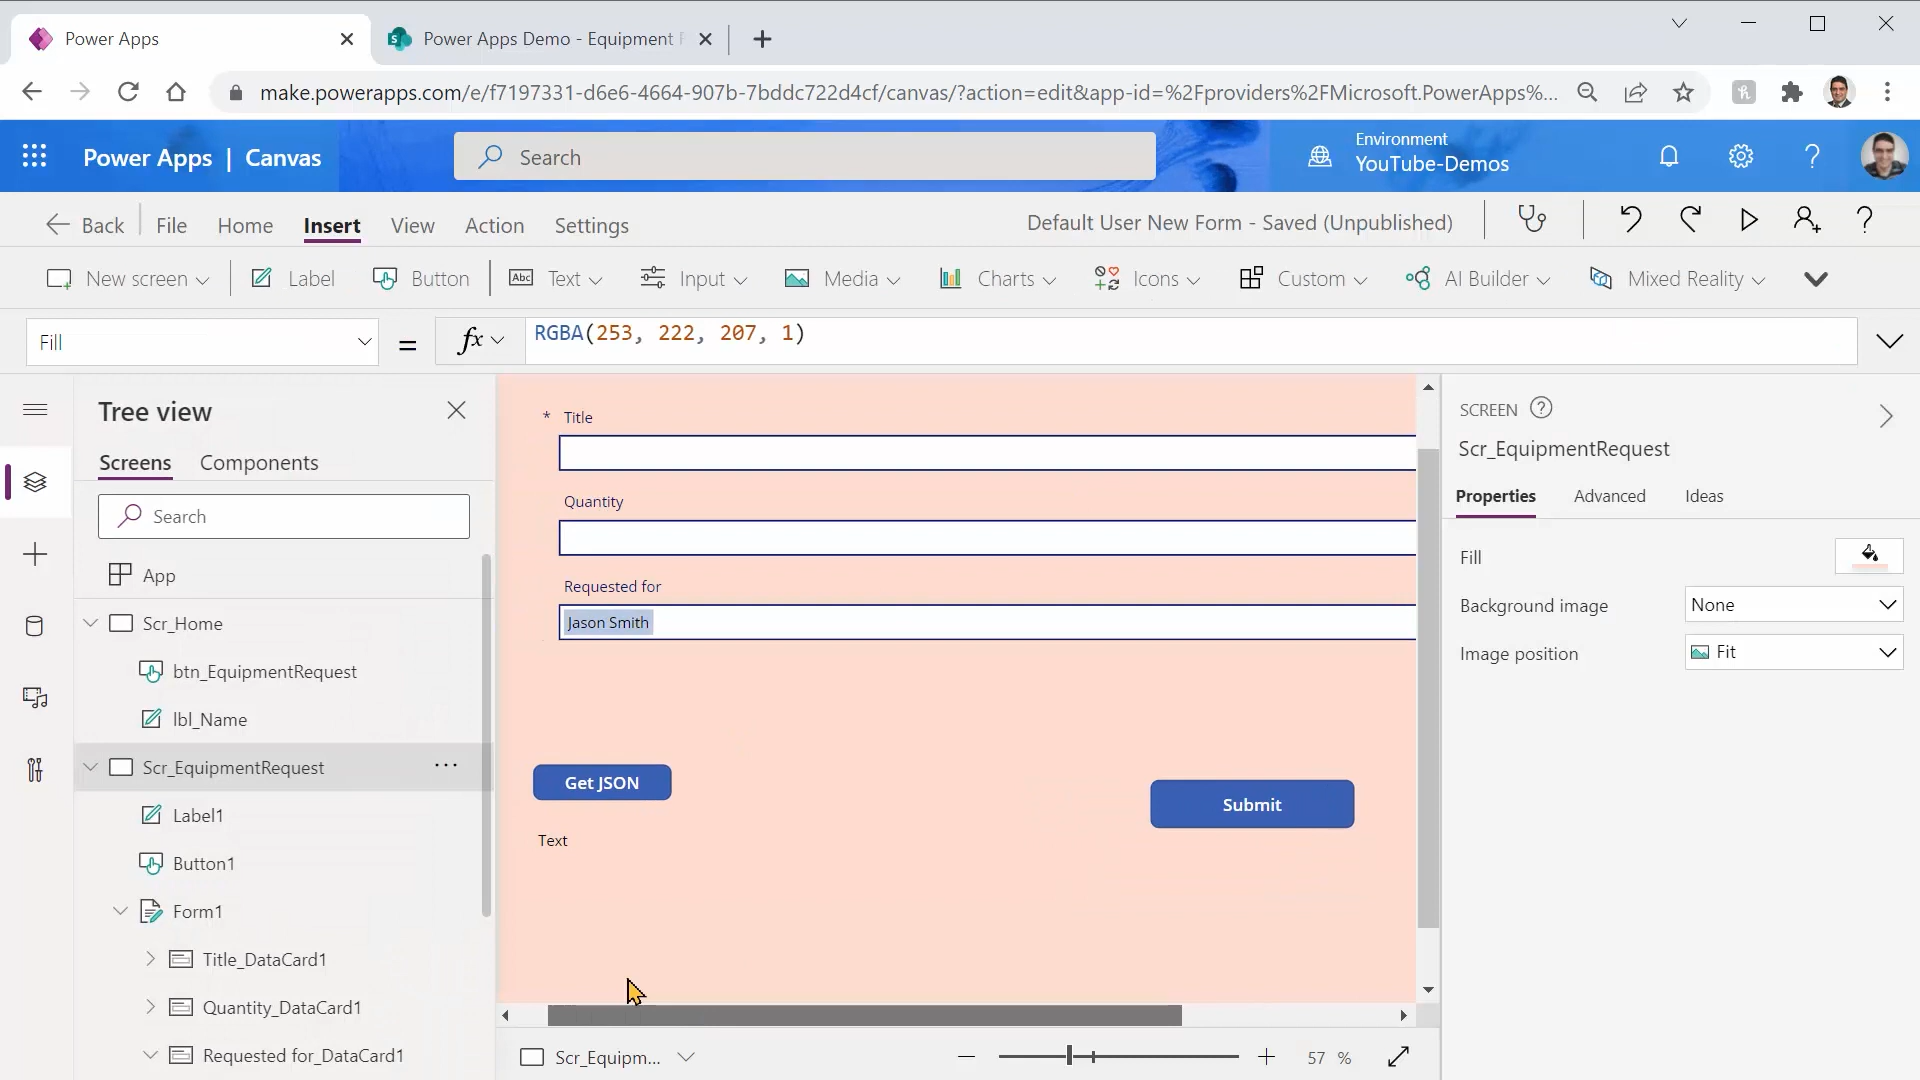 Power Apps
Power Apps Demo - Equipment
make.powerapps.com/e/f7197331-d6e6-4664-907b-7bddc722d4cf/canvas/?action=edit&app-id=%2Fproviders%2FMicrosoft.PowerApps%...
Power Apps | Canvas
Search
Environment
YouTube-Demos
Back
File
Home
Insert
View
Action
Settings
Default User New Form - Saved (Unpublished)
New screen
Label
Button
Abc
Text
Input
Media
Charts
Icons
Custom
AI Builder
Mixed Reality
Fill
=
fx
RGBA(253, 222, 207, 1)
Tree view
Screens
Components
Search
App
Scr_Home
btn_EquipmentRequest
lbl_Name
Scr_EquipmentRequest
Label1
Button1
Form1
Title_DataCard1
Quantity_DataCard1
Requested for_DataCard1
* Title
Quantity
Requested for
Jason Smith
Get JSON
Submit
Text
Scr_Equipm...
57 %
SCREEN
Scr_EquipmentRequest
Properties
Advanced
Ideas
Fill
Background image
None
Image position
Fit